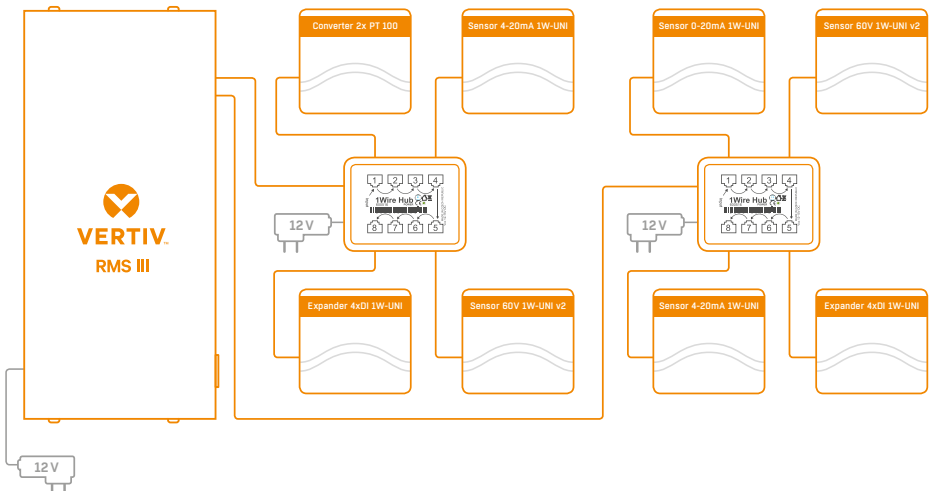 Converter 2x PT 100
Sensor 4-20mA 1W-UNI
Sensor 0-20mA 1W-UNI
Sensor 60V 1W-UNI v2
VERTIV™
RMS III
1 2 3 4
1Wire Hub
8 7 6 5
12 V
1 2 3 4
1Wire Hub
8 7 6 5
12 V
Expander 4xDI 1W-UNI
Sensor 60V 1W-UNI v2
Sensor 4-20mA 1W-UNI
Expander 4xDI 1W-UNI
12 V